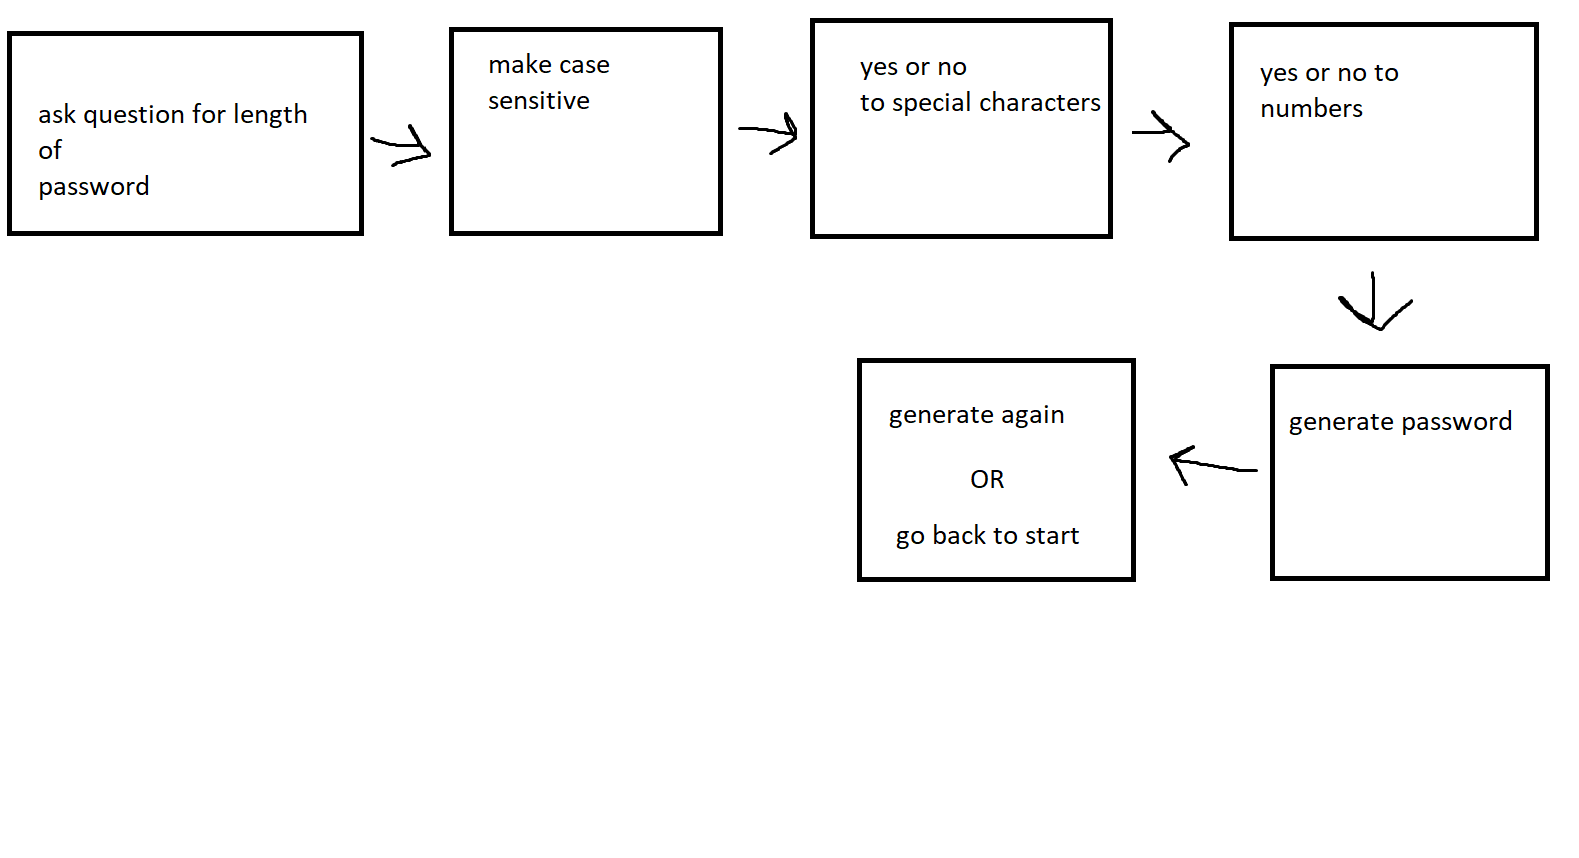 ask question for length
of
password
make case
sensitive
yes or no
to special characters
yes or no to
numbers
generate password
generate again
OR
go back to start